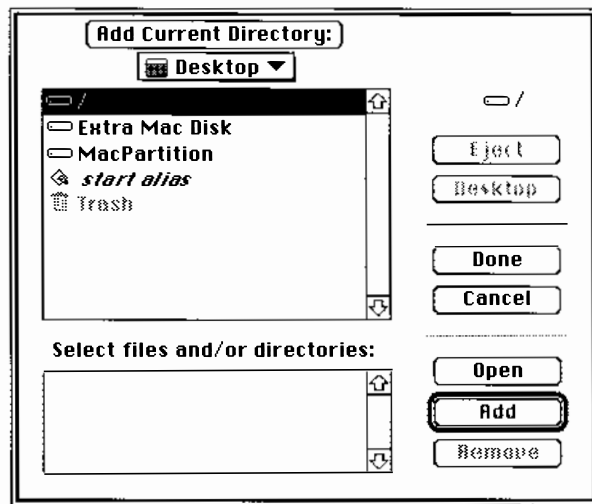 Add Current Directory:
Desktop
/
Extra Mac Disk
MacPartition
start alias
Trash
/
Eject
Desktop
Done
Cancel
Select files and/or directories:
Open
Add
Remove